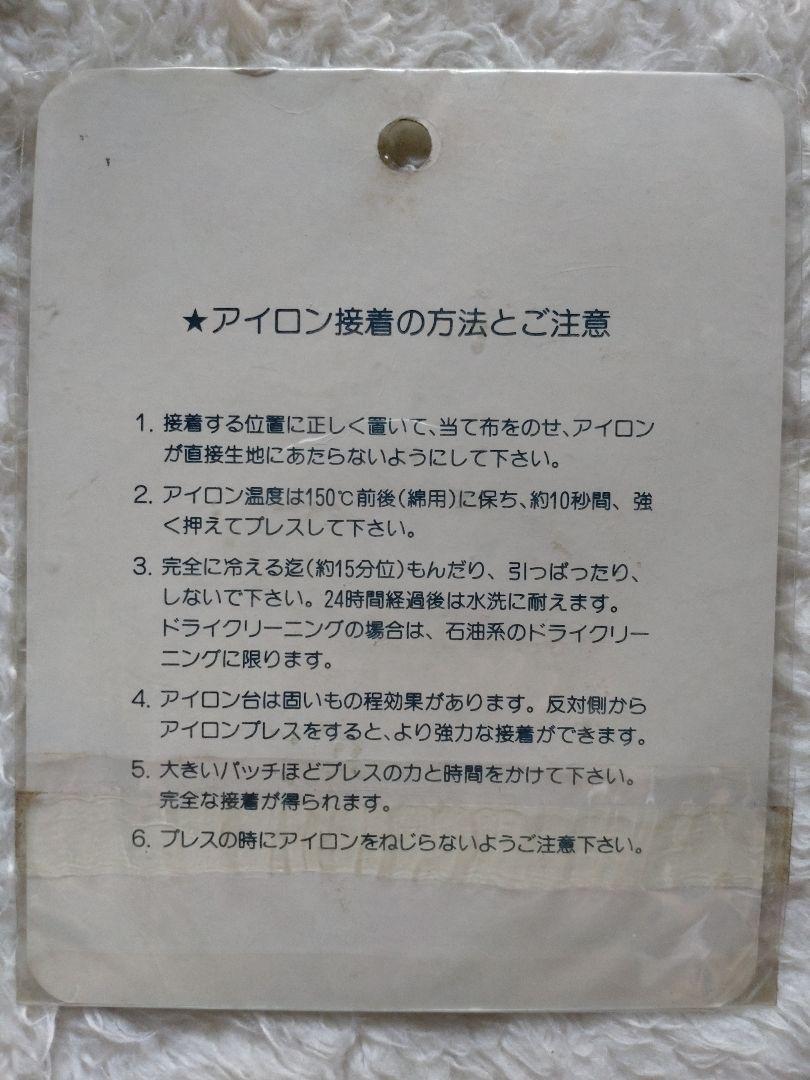 ★アイロン接着の方法とご注意
1. 接着する位置に正しく置いて、当て布をのせ、アイロン
が直接生地にあたらないようにして下さい。
2. アイロン温度は150℃前後(綿用)に保ち、約10秒間、強
く押えてプレスして下さい。
3. 完全に冷える迄(約15分位)もんだり、引っぱったり、
しないで下さい。24時間経過後は水洗に耐えます。
ドライクリーニングの場合は、石油系のドライクリー
ニングに限ります。
4. アイロン台は固いもの程効果があります。反対側から
アイロンプレスをすると、より強力な接着ができます。
5. 大きいパッチほどプレスの力と時間をかけて下さい。
完全な接着が得られます。
6. プレスの時にアイロンをねじらないようご注意下さい。